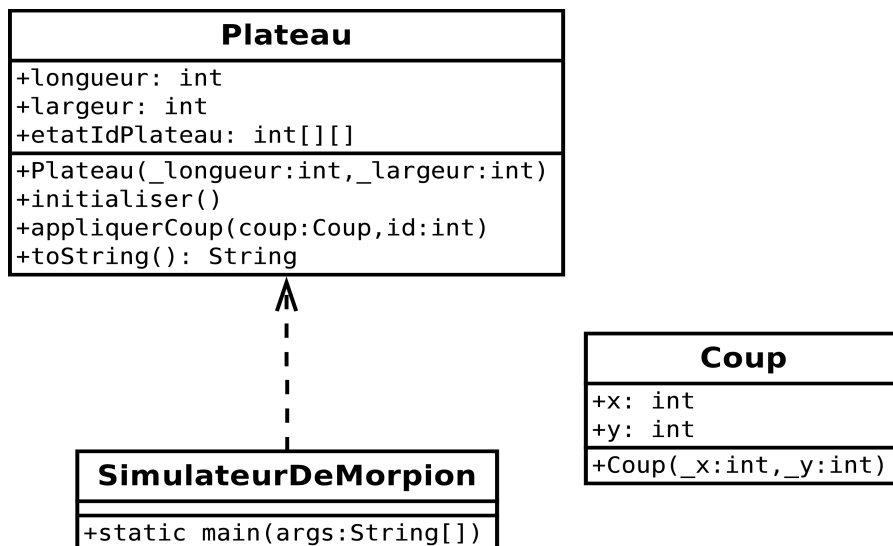 Plateau
+longueur: int
+largeur: int
+etatIdPlateau: int[][]
+Plateau(_longueur:int,_largeur:int)
+initialiser()
+appliquerCoup(coup:Coup,id:int)
+toString(): String
Coup
+x: int
+y: int
+Coup(_x:int,_y:int)
SimulateurDeMorpion
+static main(args:String[])